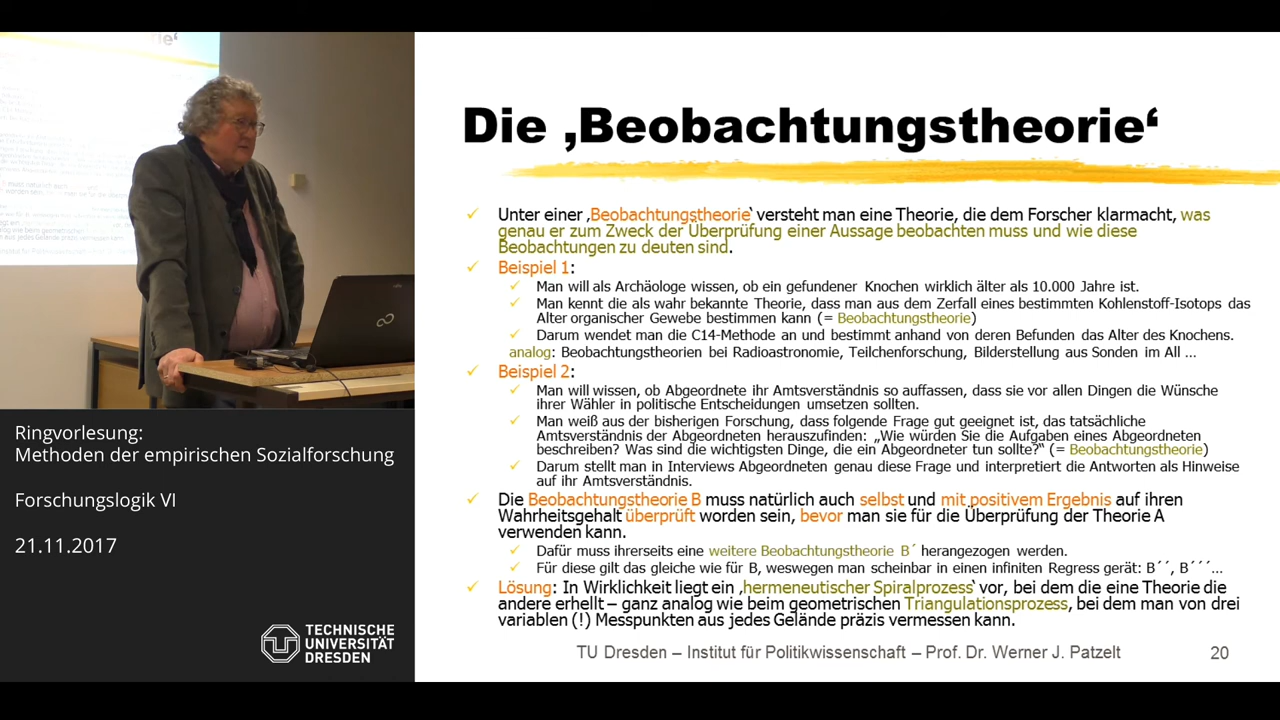 Die ‚Beobachtungstheorie‘
Unter einer ‚Beobachtungstheorie‘ versteht man eine Theorie, die dem Forscher klarmacht, was
genau er zum Zweck der Überprüfung einer Aussage beobachten muss und wie diese
Beobachtungen zu deuten sind.
Beispiel 1:
Man will als Archäologe wissen, ob ein gefundener Knochen wirklich älter als 10.000 Jahre ist.
Man kennt die als wahr bekannte Theorie, dass man aus dem Zerfall eines bestimmten Kohlenstoff-Isotops das
Alter organischer Gewebe bestimmen kann (= Beobachtungstheorie)
Darum wendet man die C14-Methode an und bestimmt anhand von deren Befunden das Alter des Knochens.
analog: Beobachtungstheorien bei Radioastronomie, Teilchenforschung, Bilderstellung aus Sonden im All ...
Beispiel 2:
Man will wissen, ob Abgeordnete ihr Amtsverständnis so auffassen, dass sie vor allen Dingen die Wünsche
ihrer Wähler in politische Entscheidungen umsetzen sollten.
Man weiß aus der bisherigen Forschung, dass folgende Frage gut geeignet ist, das tatsächliche
Amtsverständnis der Abgeordneten herauszufinden: „Wie würden Sie die Aufgaben eines Abgeordneten
beschreiben? Was sind die wichtigsten Dinge, die ein Abgeordneter tun sollte?“ (= Beobachtungstheorie)
Darum stellt man in Interviews Abgeordneten genau diese Frage und interpretiert die Antworten als Hinweise
auf ihr Amtsverständnis.
Die Beobachtungstheorie B muss natürlich auch selbst und mit positivem Ergebnis auf ihren
Wahrheitsgehalt überprüft worden sein, bevor man sie für die Überprüfung der Theorie A
verwenden kann.
Dafür muss ihrerseits eine weitere Beobachtungstheorie B´ herangezogen werden.
Für diese gilt das gleiche wie für B, weswegen man scheinbar in einen infiniten Regress gerät: B´´, B´´´...
Lösung: In Wirklichkeit liegt ein ‚hermeneutischer Spiralprozess‘ vor, bei dem die eine Theorie die
andere erhellt – ganz analog wie beim geometrischen Triangulationsprozess, bei dem man von drei
variablen (!) Messpunkten aus jedes Gelände präzis vermessen kann.
TU Dresden – Institut für Politikwissenschaft – Prof. Dr. Werner J. Patzelt
20
Ringvorlesung:
Methoden der empirischen Sozialforschung
Forschungslogik VI
21.11.2017
TECHNISCHE
UNIVERSITÄT
DRESDEN